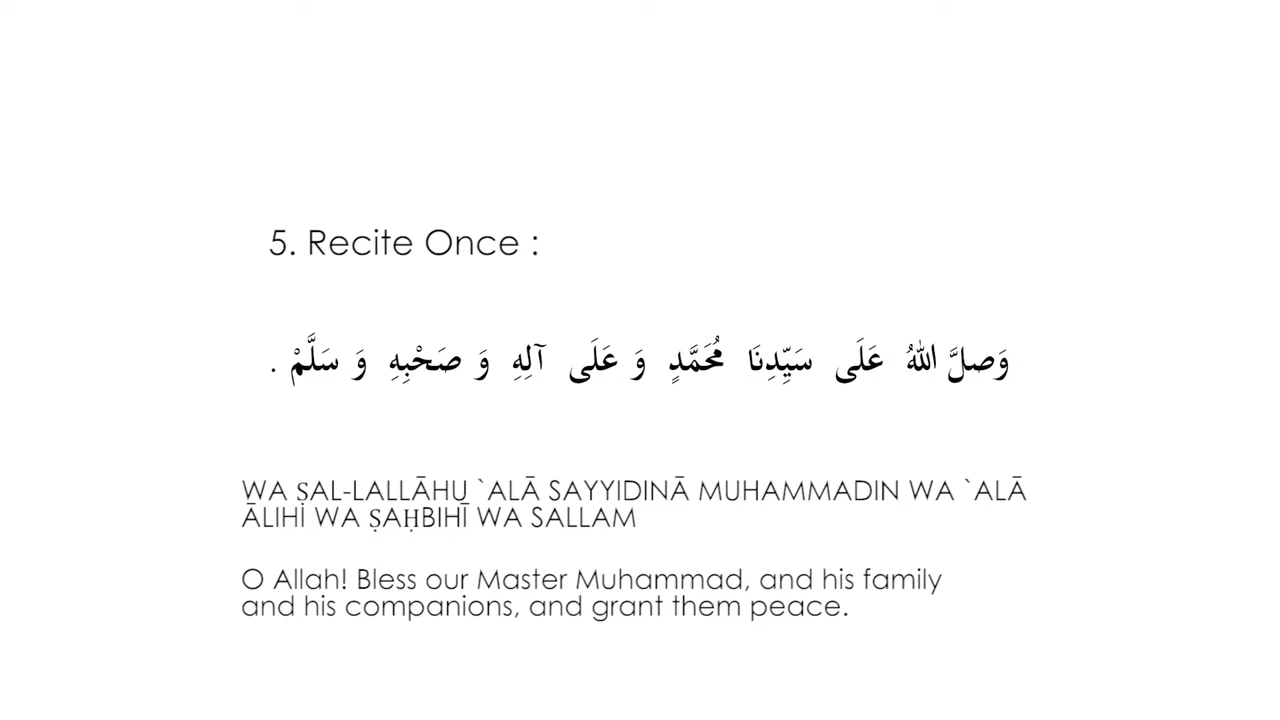 5. Recite Once :
وَصلَّ اللهُ عَلَى سَيِّدِنَا مُحَمَّدٍ وَ عَلَى آلِهِ وَ صَحْبِهِ وَ سَلَّمْ .
WA ṢAL-LALLĀHU `ALĀ SAYYIDINĀ MUHAMMADIN WA `ALĀ
ĀLIHI WA ṢAḤBIHĪ WA SALLAM
O Allah! Bless our Master Muhammad, and his family
and his companions, and grant them peace.